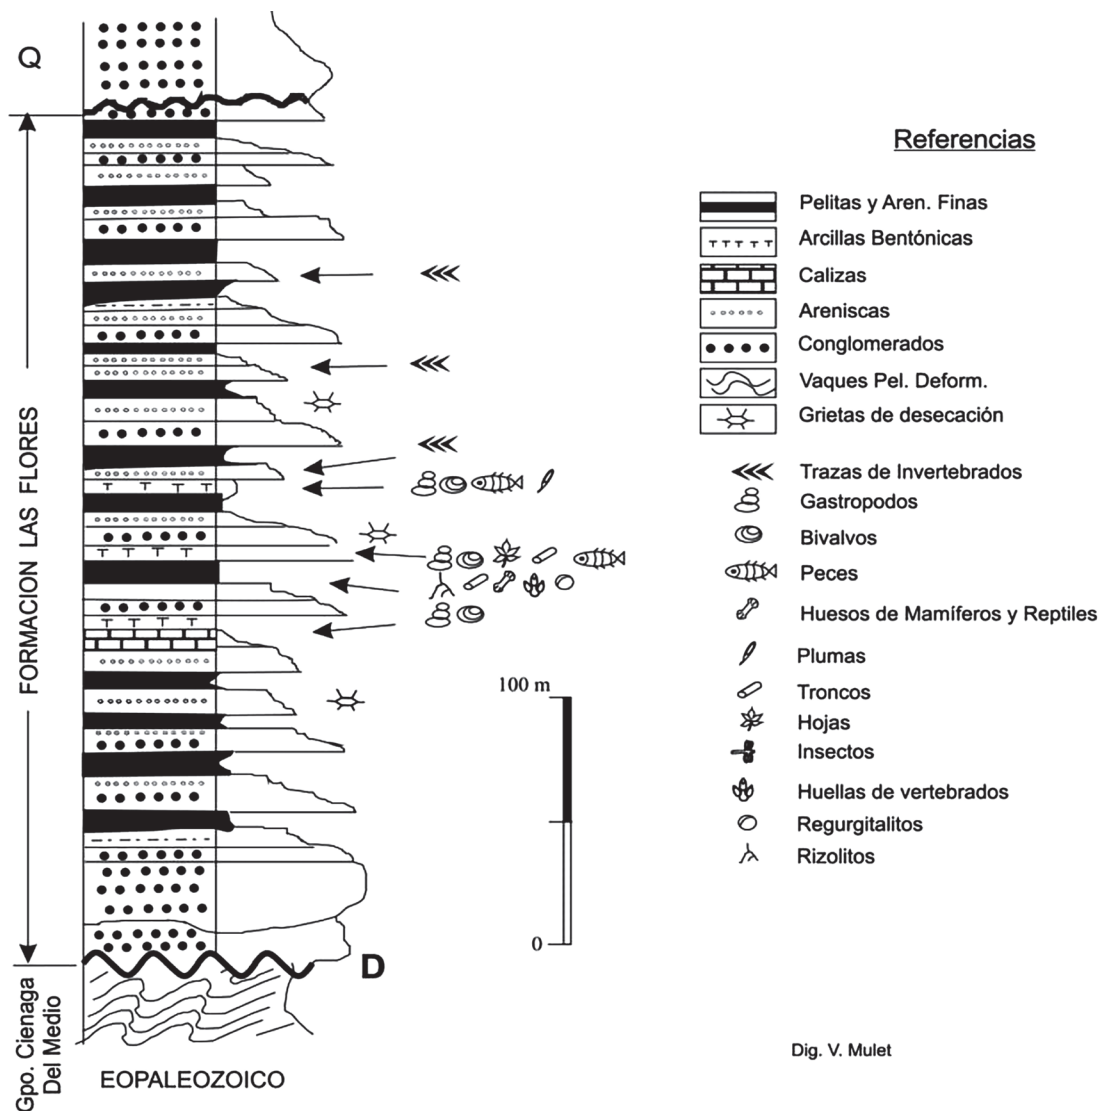 Q
FORMACION LAS FLORES
Gpo. Cienaga
Del Medio
EOPALEOZOICO
D
100 m
0
Referencias
Pelitas y Aren. Finas
Arcillas Bentónicas
Calizas
Areniscas
Conglomerados
Vaques Pel. Deform.
Grietas de desecación
Trazas de Invertebrados
Gastropodos
Bivalvos
Peces
Huesos de Mamíferos y Reptiles
Plumas
Troncos
Hojas
Insectos
Huellas de vertebrados
Regurgitalitos
Rizolitos
Dig. V. Mulet